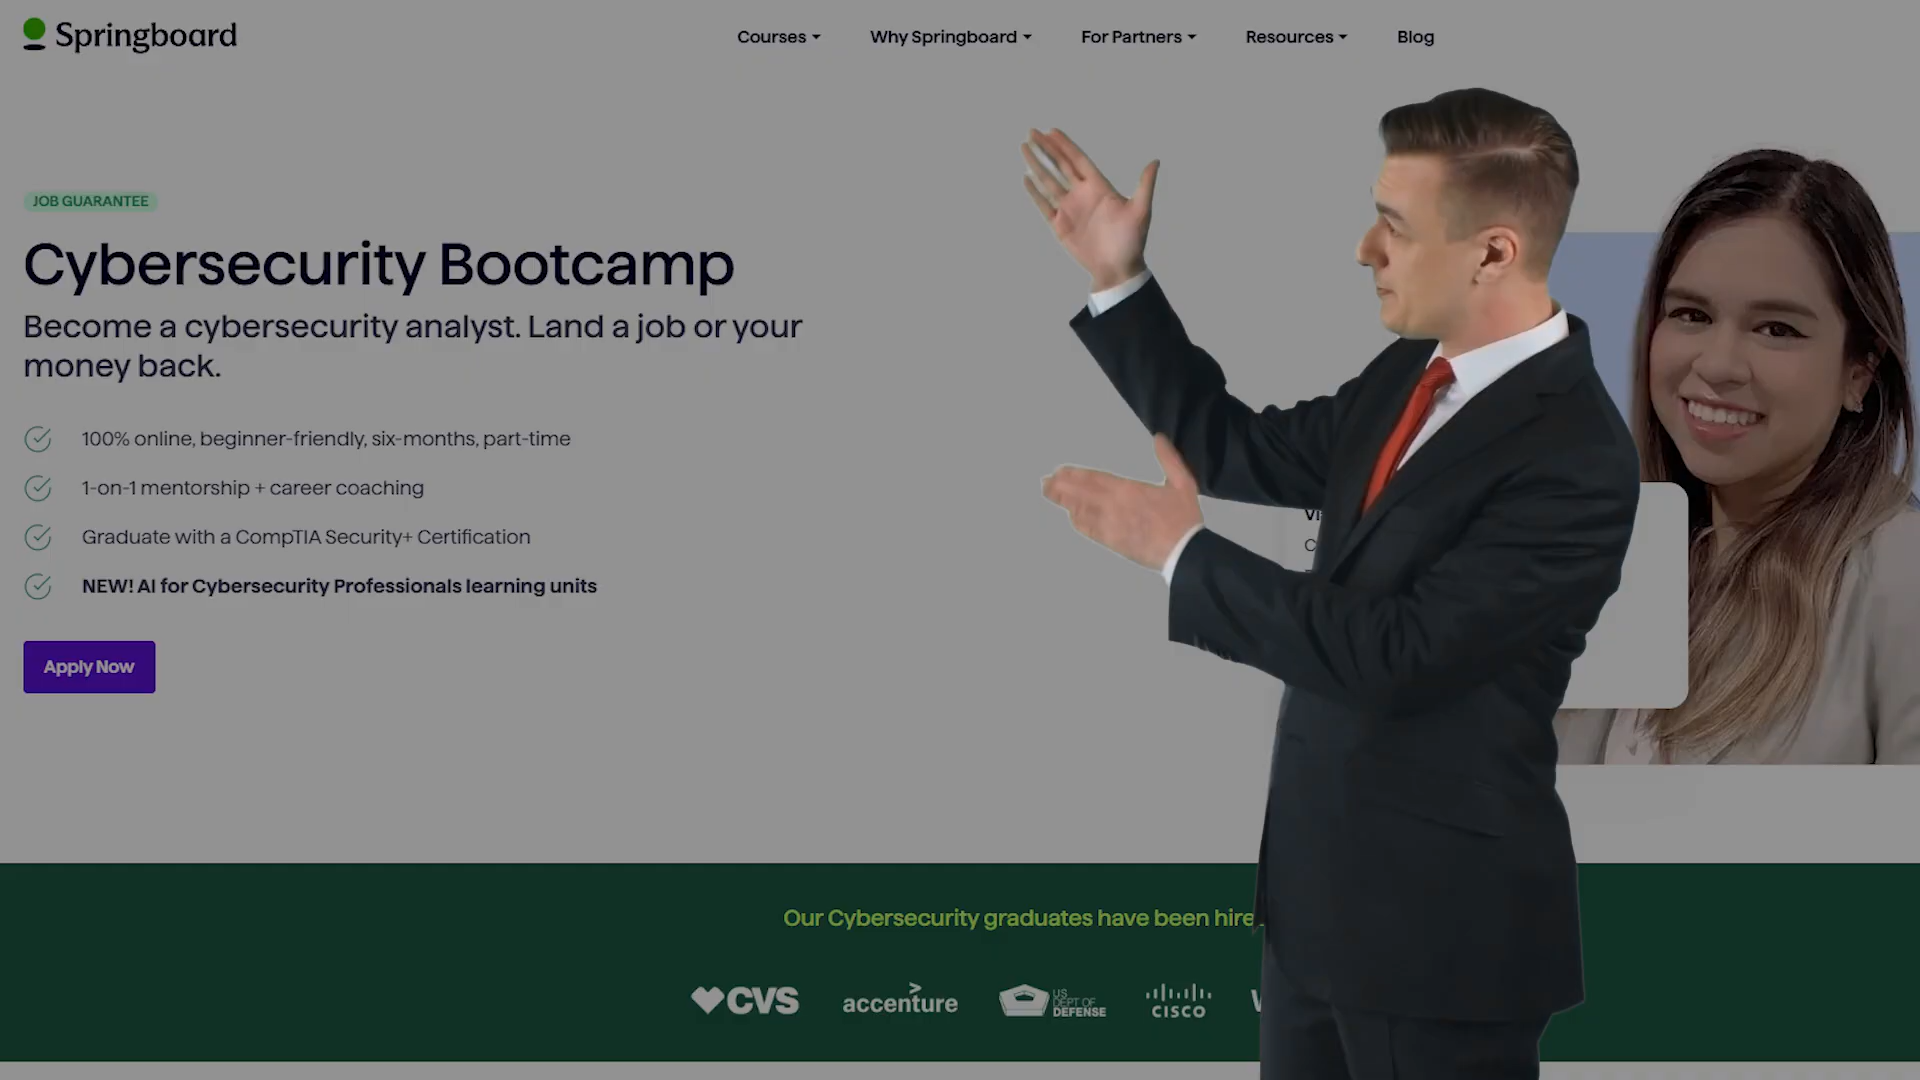 Springboard
Courses
Why Springboard
For Partners
Resources
Blog
JOB GUARANTEE
Cybersecurity Bootcamp
Become a cybersecurity analyst. Land a job or your
money back.
100% online, beginner-friendly, six-months, part-time
1-on-1 mentorship + career coaching
Graduate with a CompTIA Security+ Certification
NEW! AI for Cybersecurity Professionals learning units
Apply Now
Our Cybersecurity graduates have been hire
CVS
accenture
US
DEPT OF
DEFENSE
CISCO